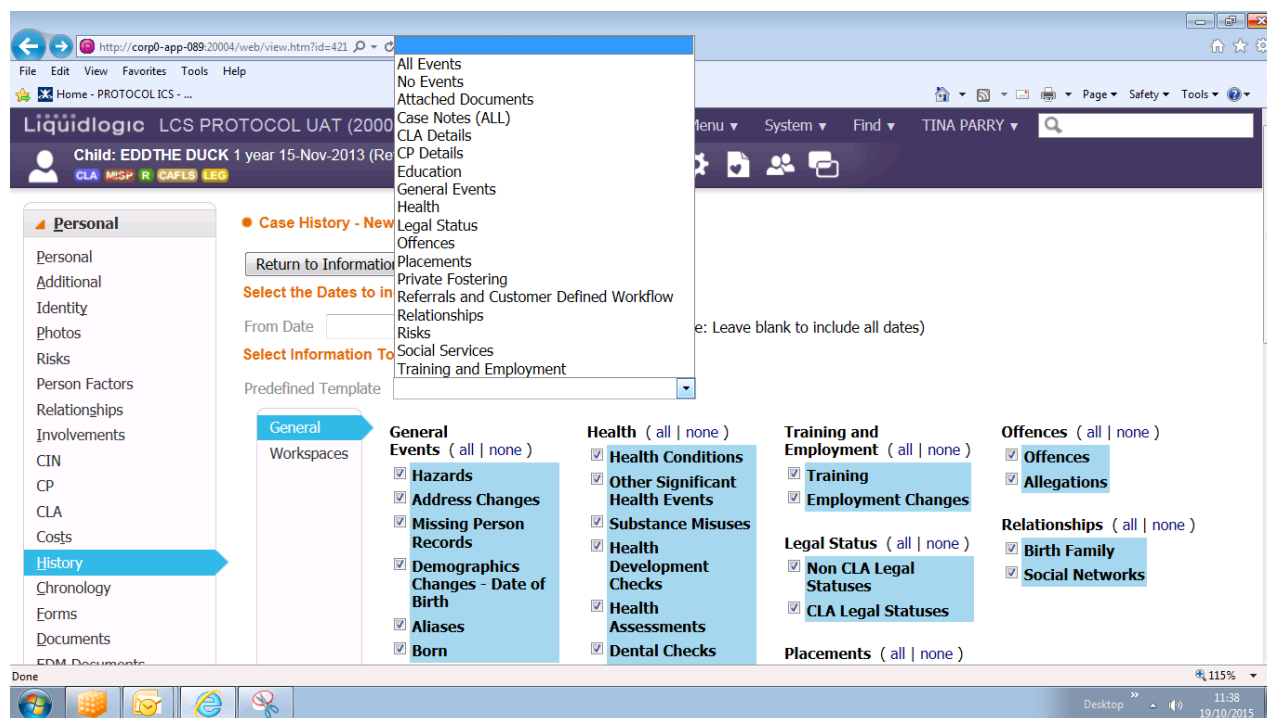 http://corp0-app-089:20004/web/view.htm?id=421
File Edit View Favorites Tools Help
Home - PROTOCOL ICS - ...
Page Safety Tools
Liquidlogic LCS PROTOCOL UAT (2000
Menu System Find TINA PARRY
Child: EDDTHE DUCK 1 year 15-Nov-2013 (Re
CLA MISP R CAFLS LEG
All Events
No Events
Attached Documents
Case Notes (ALL)
CLA Details
CP Details
Education
General Events
Health
Legal Status
Offences
Placements
Private Fostering
Referrals and Customer Defined Workflow
Relationships
Risks
Social Services
Training and Employment
Personal
Personal
Additional
Identity
Photos
Risks
Person Factors
Relationships
Involvements
CIN
CP
CLA
Costs
History
Chronology
Forms
Documents
EDM Documents
Case History - New
Return to Information
Select the Dates to in
From Date
e: Leave blank to include all dates)
Select Information To
Predefined Template
General
Workspaces
General
Events ( all | none )
Hazards
Address Changes
Missing Person
Records
Demographics
Changes - Date of
Birth
Aliases
Born
Health ( all | none )
Health Conditions
Other Significant
Health Events
Substance Misuses
Health
Development
Checks
Health
Assessments
Dental Checks
Training and
Employment ( all | none )
Training
Employment Changes
Legal Status ( all | none )
Non CLA Legal
Statuses
CLA Legal Statuses
Placements ( all | none )
Offences ( all | none )
Offences
Allegations
Relationships ( all | none )
Birth Family
Social Networks
Done
115%
Desktop
11:38
19/10/2015